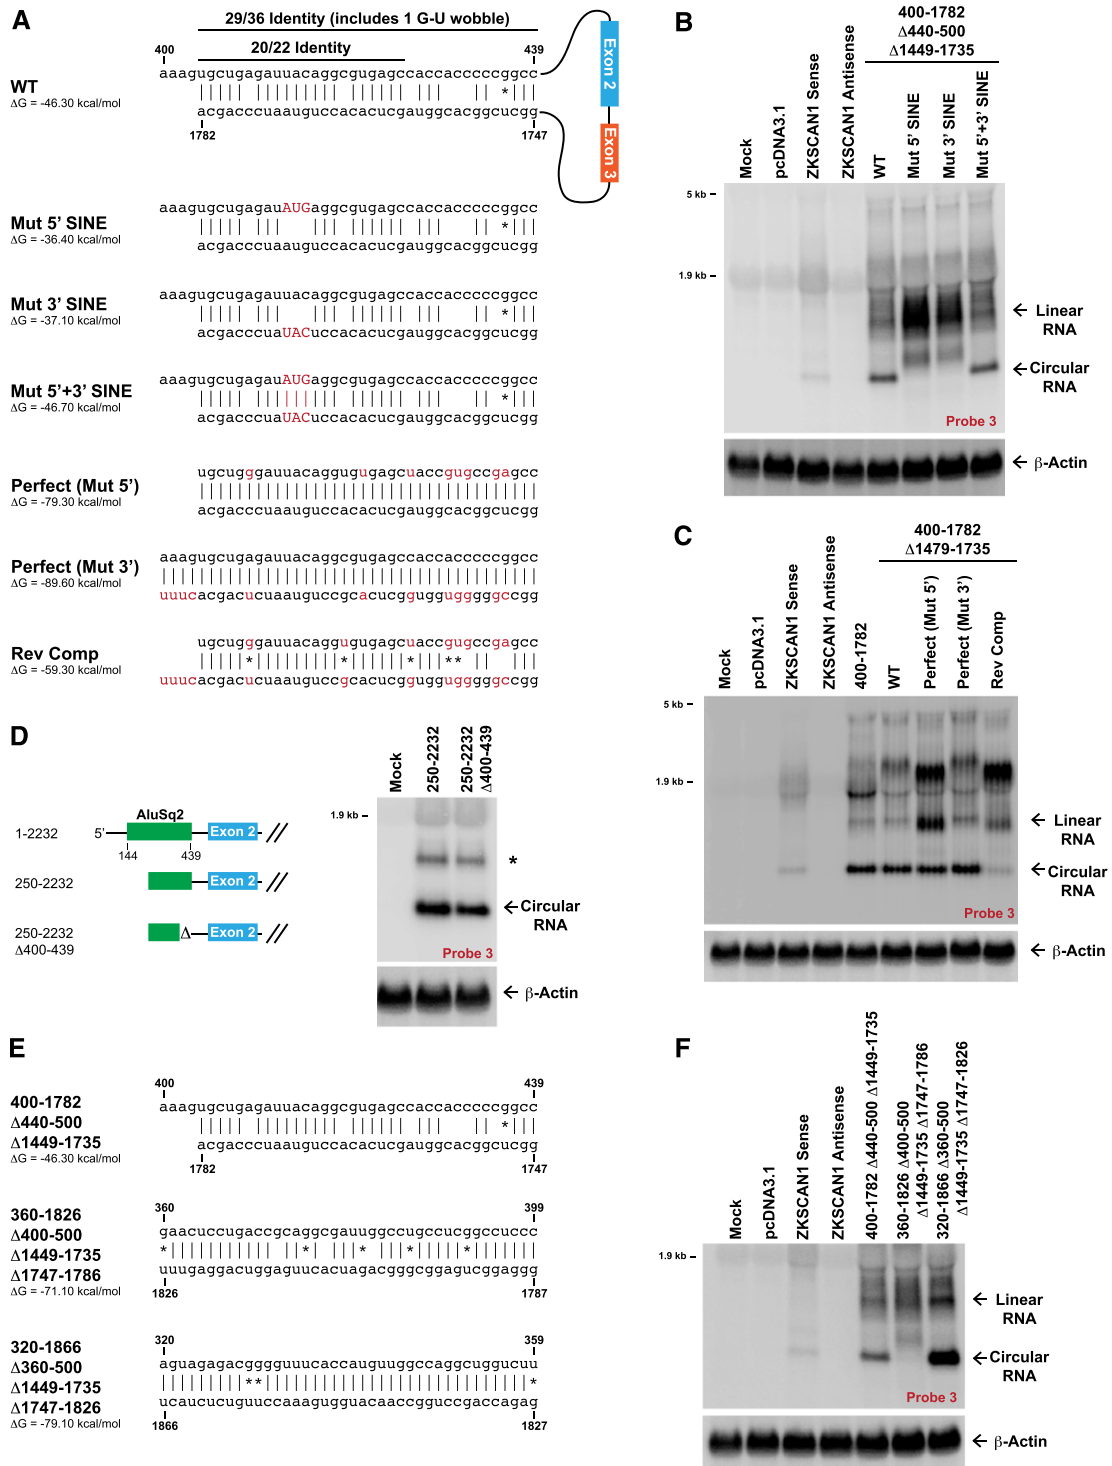 A
29/36 Identity (includes 1 G-U wobble)
20/22 Identity
400
439
WT
ΔG = -46.30 kcal/mol
aaagugcugagauuacaggcgugagccaccacccccggcc
*
acgacccuaauguccacacucgauggcacggcucgg
1782
1747
Exon 2
Exon 3
Mut 5' SINE
ΔG = -36.40 kcal/mol
aaagugcugagauAUGaggcgugagccaccacccccggcc
*
acgacccuaauguccacacucgauggcacggcucgg
Mut 3' SINE
ΔG = -37.10 kcal/mol
aaagugcugagauuacaggcgugagccaccacccccggcc
*
acgacccuaUACuccacacucgauggcacggcucgg
Mut 5'+3' SINE
ΔG = -46.70 kcal/mol
aaagugcugagauAUGaggcgugagccaccacccccggcc
*
acgacccuaUACuccacacucgauggcacggcucgg
Perfect (Mut 5')
ΔG = -79.30 kcal/mol
ugcugggauuacaggugugagcuaccgugccgagcc
acgacccuaauguccacacucgauggcacggcucgg
Perfect (Mut 3')
ΔG = -89.60 kcal/mol
aaagugcugagauuacaggcgugagccaccacccccggcc
uuucacgacucuaauguccgcacucggugguggggggccgg
Rev Comp
ΔG = -59.30 kcal/mol
ugcugggauuacaggugugagcuaccgugccgagcc
* * * **
uuucacgacucuaauguccgcacucggugguggggggccgg
B
400-1782
Δ440-500
Δ1449-1735
Mock
pcDNA3.1
ZKSCAN1 Sense
ZKSCAN1 Antisense
WT
Mut 5' SINE
Mut 3' SINE
Mut 5'+3' SINE
5 kb
1.9 kb
Linear
RNA
Circular
RNA
Probe 3
β-Actin
C
400-1782
Δ1479-1735
Mock
pcDNA3.1
ZKSCAN1 Sense
ZKSCAN1 Antisense
400-1782
WT
Perfect (Mut 5')
Perfect (Mut 3')
Rev Comp
5 kb
1.9 kb
Linear
RNA
Circular
RNA
Probe 3
β-Actin
D
AluSq2
1-2232
5'
Exon 2
144
439
250-2232
Exon 2
250-2232
Δ400-439
Δ
Exon 2
Mock
250-2232
250-2232
Δ400-439
1.9 kb
*
Circular
RNA
Probe 3
β-Actin
E
400
439
400-1782
Δ440-500
Δ1449-1735
ΔG = -46.30 kcal/mol
aaagugcugagauuacaggcgugagccaccacccccggcc
*
acgacccuaauguccacacucgauggcacggcucgg
1782
1747
360
399
360-1826
Δ400-500
Δ1449-1735
Δ1747-1786
ΔG = -71.10 kcal/mol
gaacuccugaccgcaggcgauuggccugccucggccuccc
* * * * *
uuugaggacuggaguucacuagacgggcggagucggaggg
1826
1787
320
359
320-1866
Δ360-500
Δ1449-1735
Δ1747-1826
ΔG = -79.10 kcal/mol
aguagagacgggguuucaccauguuggccaggcuggucuu
** *
ucaucucuguuccaaagugguacaaccgguccgaccagag
1866
1827
F
Mock
pcDNA3.1
ZKSCAN1 Sense
ZKSCAN1 Antisense
400-1782 Δ440-500 Δ1449-1735
360-1826 Δ400-500
Δ1449-1735 Δ1747-1786
320-1866 Δ360-500
Δ1449-1735 Δ1747-1826
1.9 kb
Linear
RNA
Circular
RNA
Probe 3
β-Actin